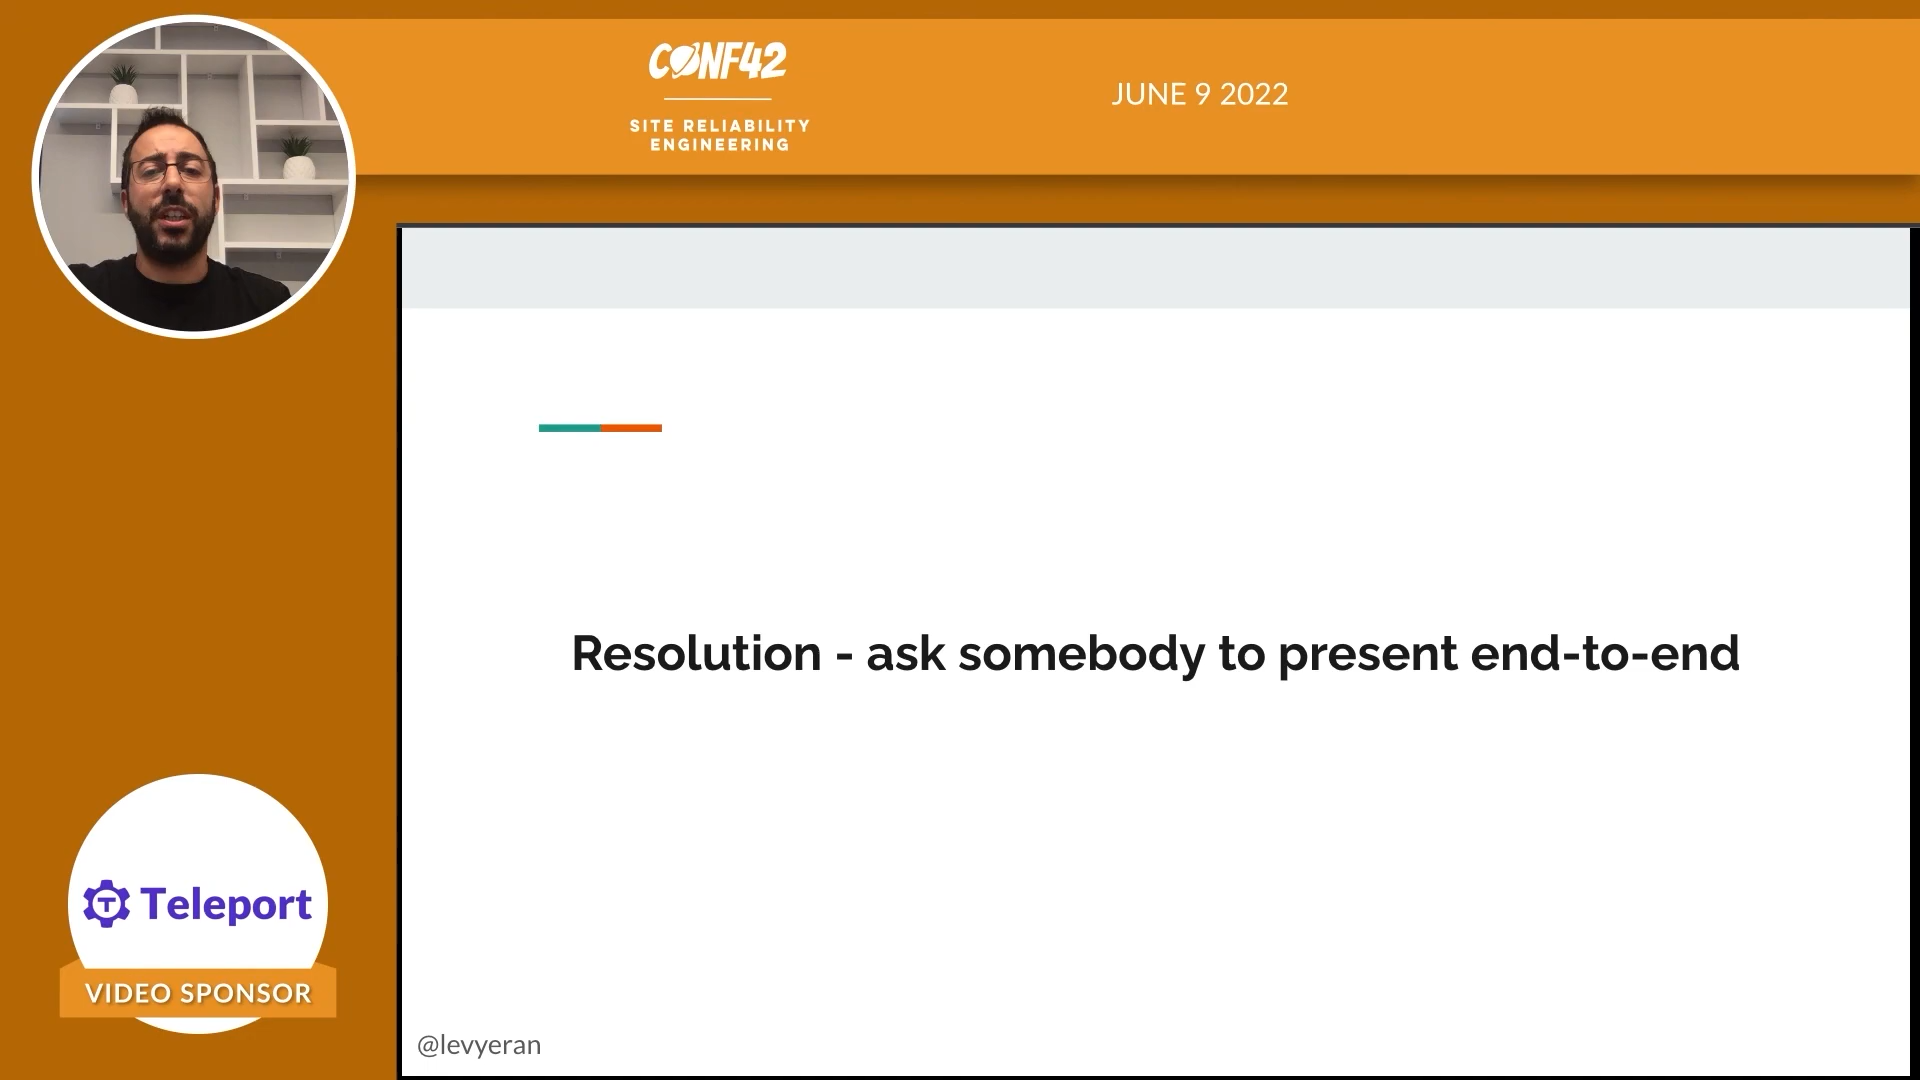 CONF42
SITE RELIABILITY
ENGINEERING
JUNE 9 2022
Resolution - ask somebody to present end-to-end
T Teleport
VIDEO SPONSOR
@levyeran